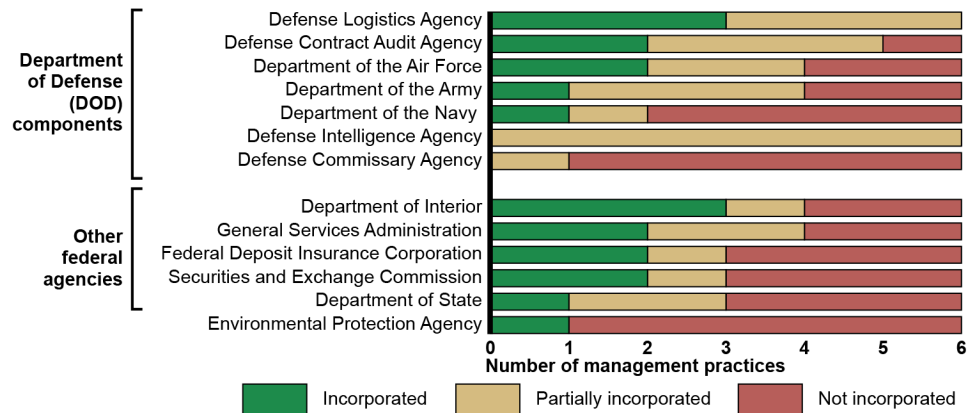 Department
of Defense
(DOD)
components
Defense Logistics Agency
Defense Contract Audit Agency
Department of the Air Force
Department of the Army
Department of the Navy
Defense Intelligence Agency
Defense Commissary Agency
Other
federal
agencies
Department of Interior
General Services Administration
Federal Deposit Insurance Corporation
Securities and Exchange Commission
Department of State
Environmental Protection Agency
0 1 2 3 4 5 6
Number of management practices
Incorporated Partially incorporated Not incorporated